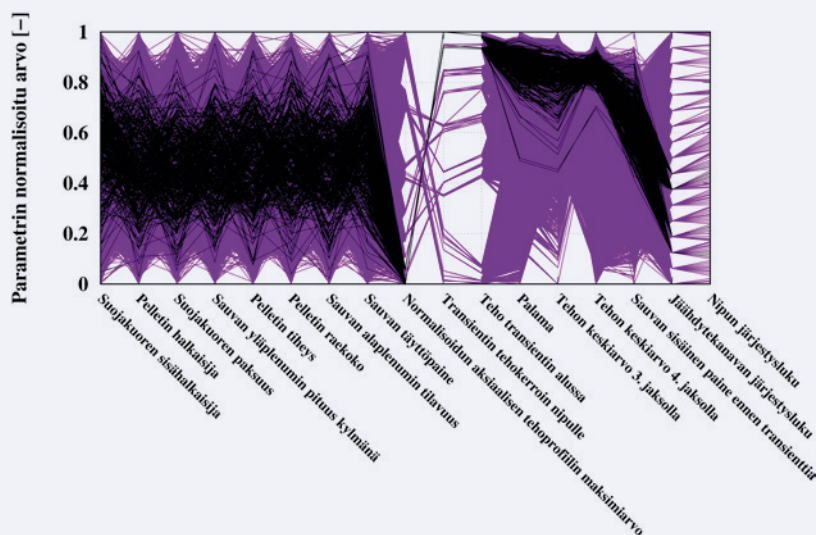 Parametrin normalisoitu arvo [−]
1
0.8
0.6
0.4
0.2
0
Suojakuoren sisähalkaisija
Pelletin halkaisija
Suojakuoren paksuus
Sauvan yläplenumin pituus kylmänä
Pelletin tiheys
Pelletin raekoko
Sauvan alaplenumin tilavuus
Sauvan täyttöpaine
Normalisoidun aksiaalisen tehoprofiilin maksimiarvo
Transientin tehokerroin nipulle
Teho transientin alussa
Palama
Tehon keskiarvo 3. jaksolla
Tehon keskiarvo 4. jaksolla
Sauvan sisäinen paine ennen transienttia
Jäähdytekanavan järjestysluku
Nipun järjestysluku